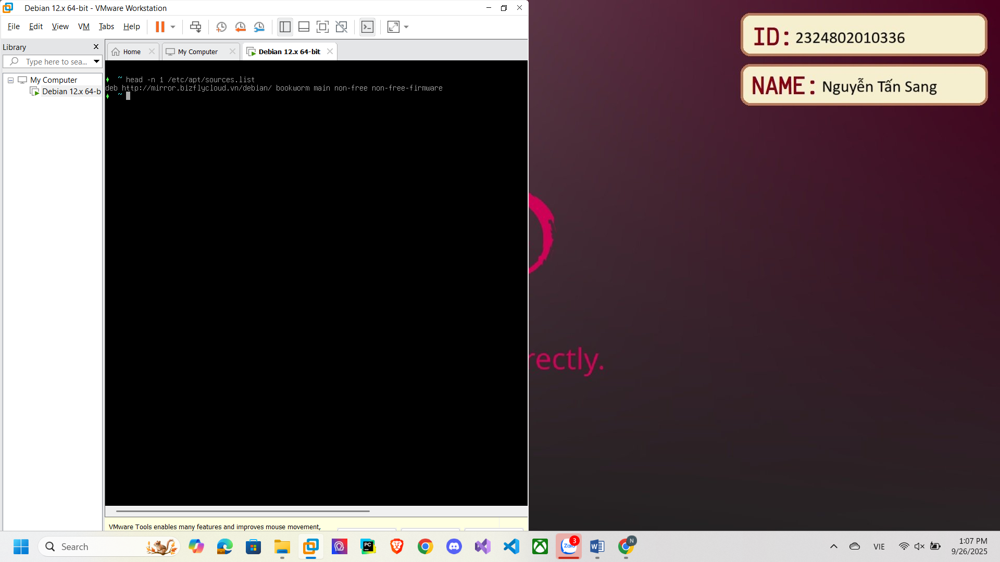 Debian 12.x 64-bit - VMware Workstation
File Edit View VM Tabs Help
Library
Type here to sea...
My Computer
Debian 12.x 64-b
Home
My Computer
Debian 12.x 64-bit
~ head -n 1 /etc/apt/sources.list
deb http://mirror.bizflycloud.vn/debian/ bookworm main non-free non-free-firmware
~
VMware Tools enables many features and improves mouse movement,
ID: 2324802010336
NAME: Nguyễn Tấn Sang
rectly.
Search
PC
Zalo
3
N
VIE
1:07 PM
9/26/2025